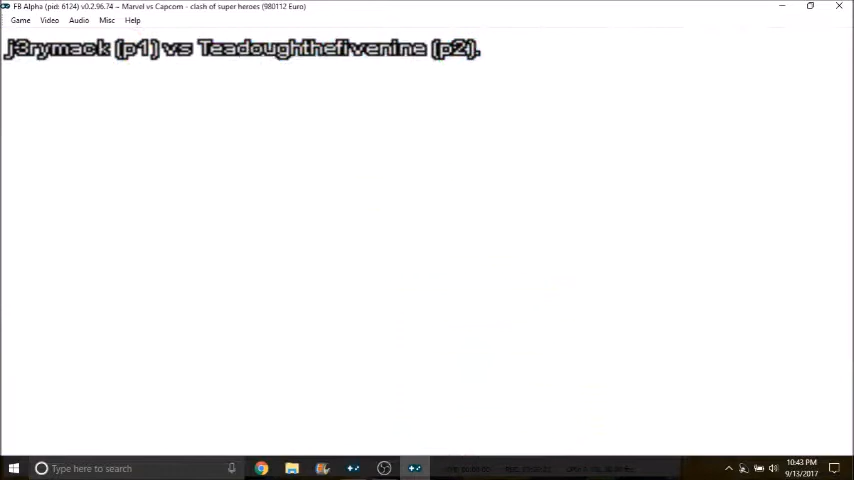 FB Alpha (pid: 6124) v0.2.96.74 ~ Marvel vs Capcom - clash of super heroes (980112 Euro)
Game Video Audio Misc Help
j3rymack (p1) vs Teadoughthefivenine (p2).
Type here to search
10:43 PM
9/13/2017